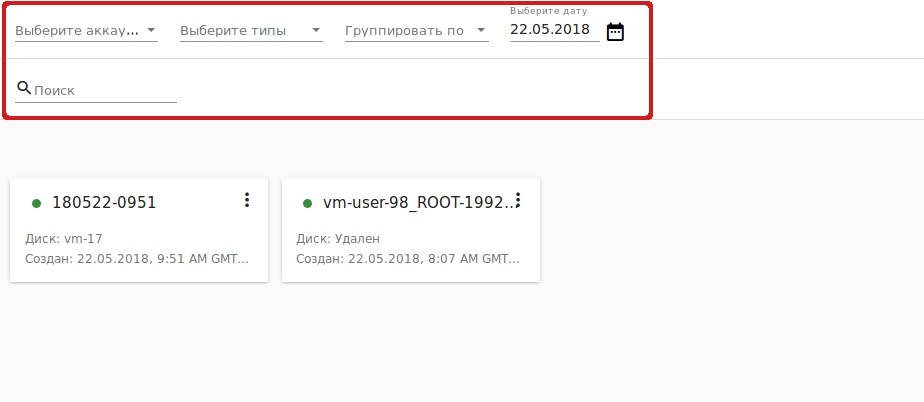 Выберите дату
Выберите аккау... Выберите типы Группировать по 22.05.2018
Поиск
180522-0951 vm-user-98_ROOT-1992...
Диск: vm-17 Диск: Удален
Создан: 22.05.2018, 9:51 AM GMT... Создан: 22.05.2018, 8:07 AM GMT...